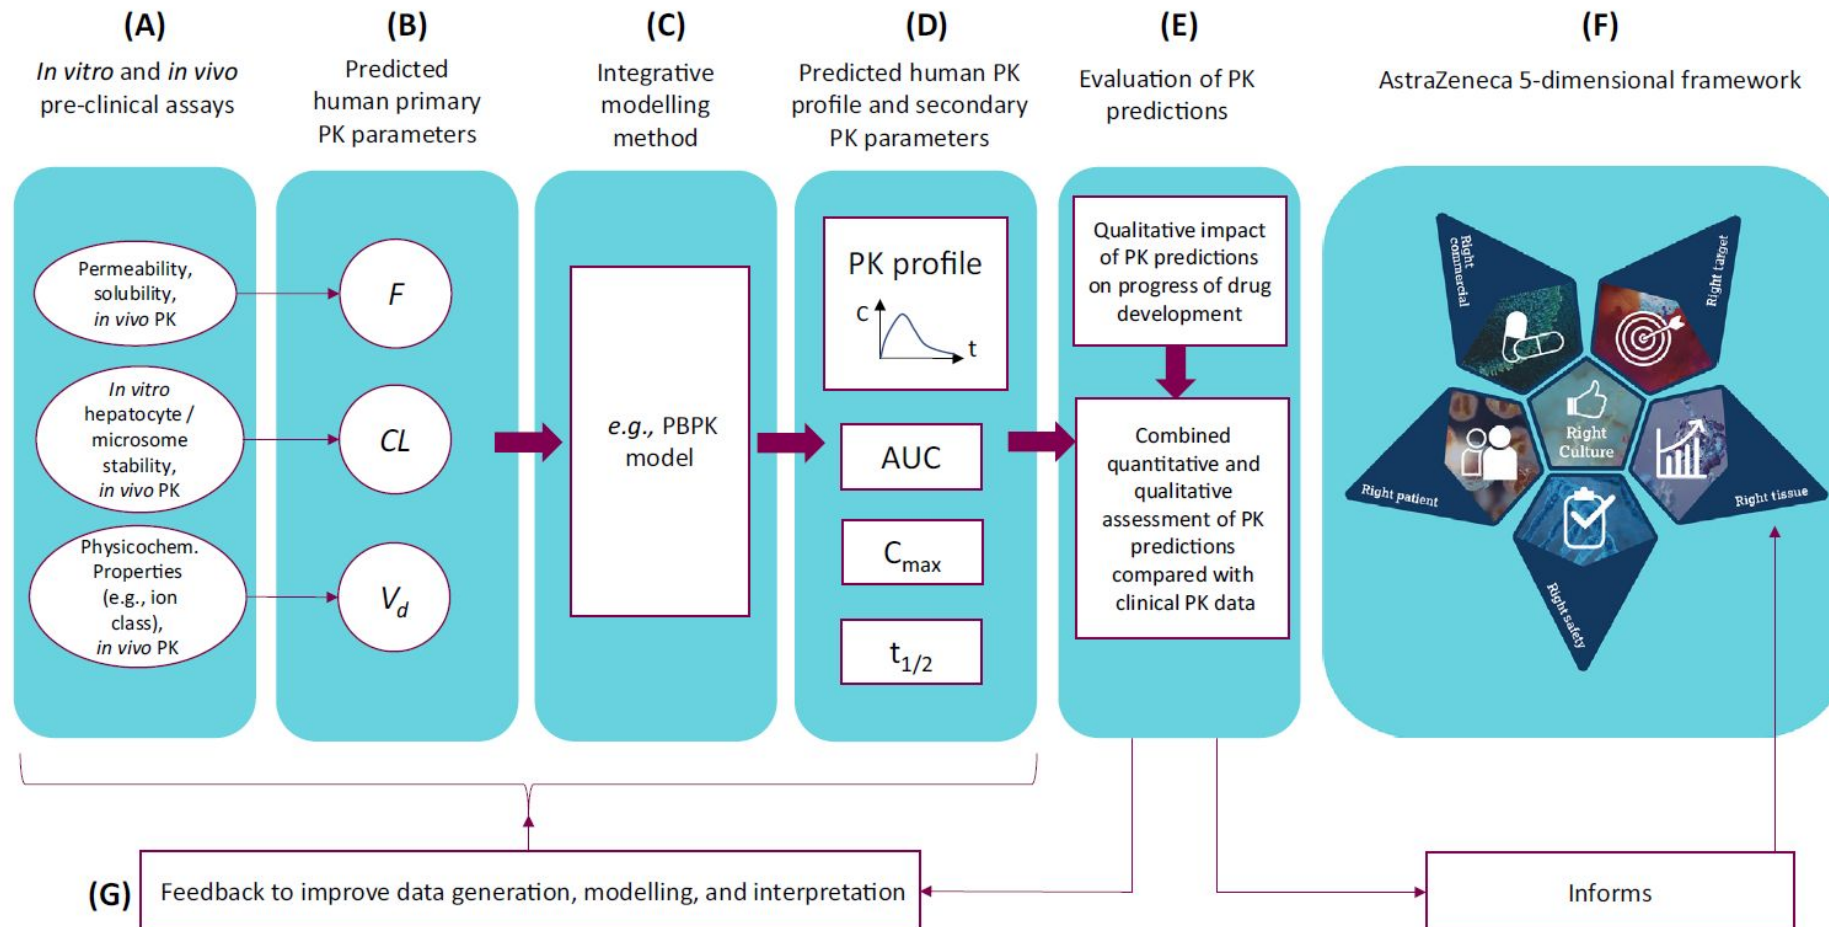 (A)
In vitro and in vivo
pre-clinical assays
Permeability,
solubility,
in vivo PK
In vitro
hepatocyte /
microsome
stability,
in vivo PK
Physicochem.
Properties
(e.g., ion
class),
in vivo PK
(B)
Predicted
human primary
PK parameters
F
CL
Vd
(C)
Integrative
modelling
method
e.g., PBPK
model
(D)
Predicted human PK
profile and secondary
PK parameters
PK profile
C
t
AUC
Cmax
t1/2
(E)
Evaluation of PK
predictions
Qualitative impact
of PK predictions
on progress of drug
development
Combined
quantitative and
qualitative
assessment of PK
predictions
compared with
clinical PK data
(F)
AstraZeneca 5-dimensional framework
Right
commercial
Right target
Right
Culture
Right patient
Right tissue
Right safety
(G)
Feedback to improve data generation, modelling, and interpretation
Informs